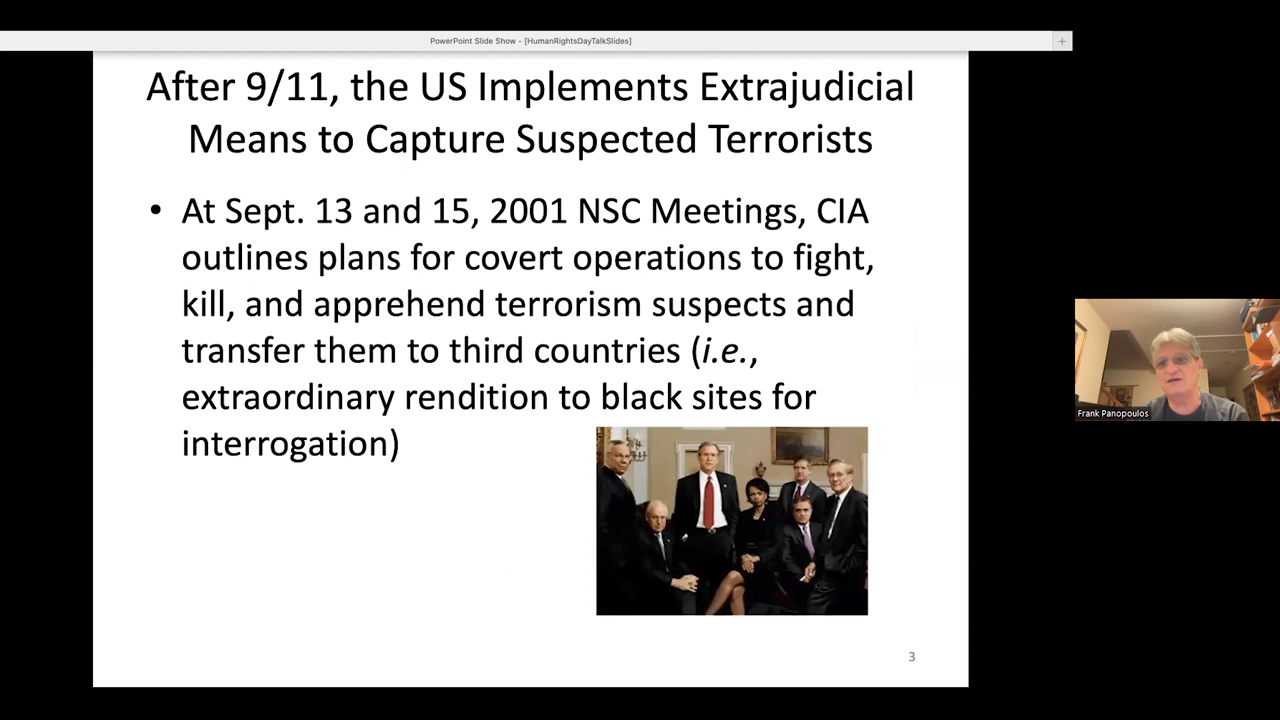 PowerPoint Slide Show - [HumanRightsDayTalkSlides]
After 9/11, the US Implements Extrajudicial
Means to Capture Suspected Terrorists
• At Sept. 13 and 15, 2001 NSC Meetings, CIA
outlines plans for covert operations to fight,
kill, and apprehend terrorism suspects and
transfer them to third countries (i.e.,
extraordinary rendition to black sites for
interrogation)
Frank Panopoulos
3